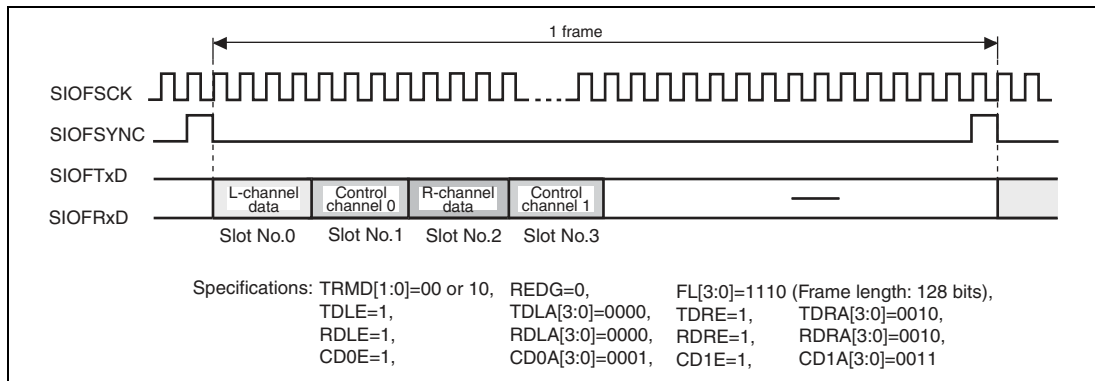 1 frame
SIOFSCK
SIOFSYNC
SIOFTxD
SIOFRxD
L-channel data
Control channel 0
R-channel data
Control channel 1
Slot No.0 Slot No.1 Slot No.2 Slot No.3
Specifications: TRMD[1:0]=00 or 10, REDG=0, FL[3:0]=1110 (Frame length: 128 bits),
TDLE=1, TDLA[3:0]=0000, TDRE=1, TDRA[3:0]=0010,
RDLE=1, RDLA[3:0]=0000, RDRE=1, RDRA[3:0]=0010,
CD0E=1, CD0A[3:0]=0001, CD1E=1, CD1A[3:0]=0011